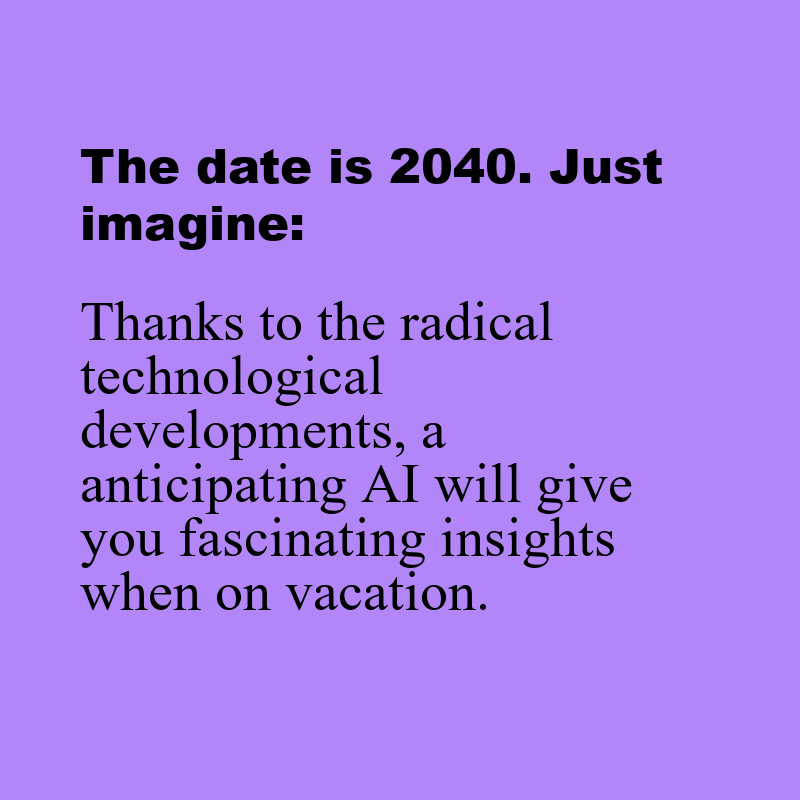 The date is 2040. Just
imagine:
Thanks to the radical
technological
developments, a
anticipating AI will give
you fascinating insights
when on vacation.